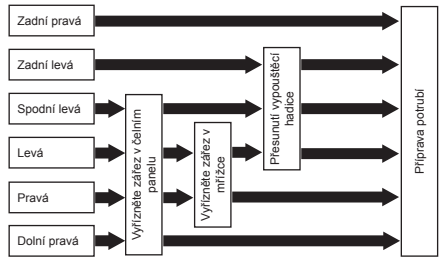 Zadní pravá
Zadní levá
Spodní levá
Levá
Pravá
Dolní pravá
Vyřízněte zářez v čelním
panelu
Vyřízněte zářez v
mřížce
Přesunutí vypouštěcí
hadice
Příprava potrubí